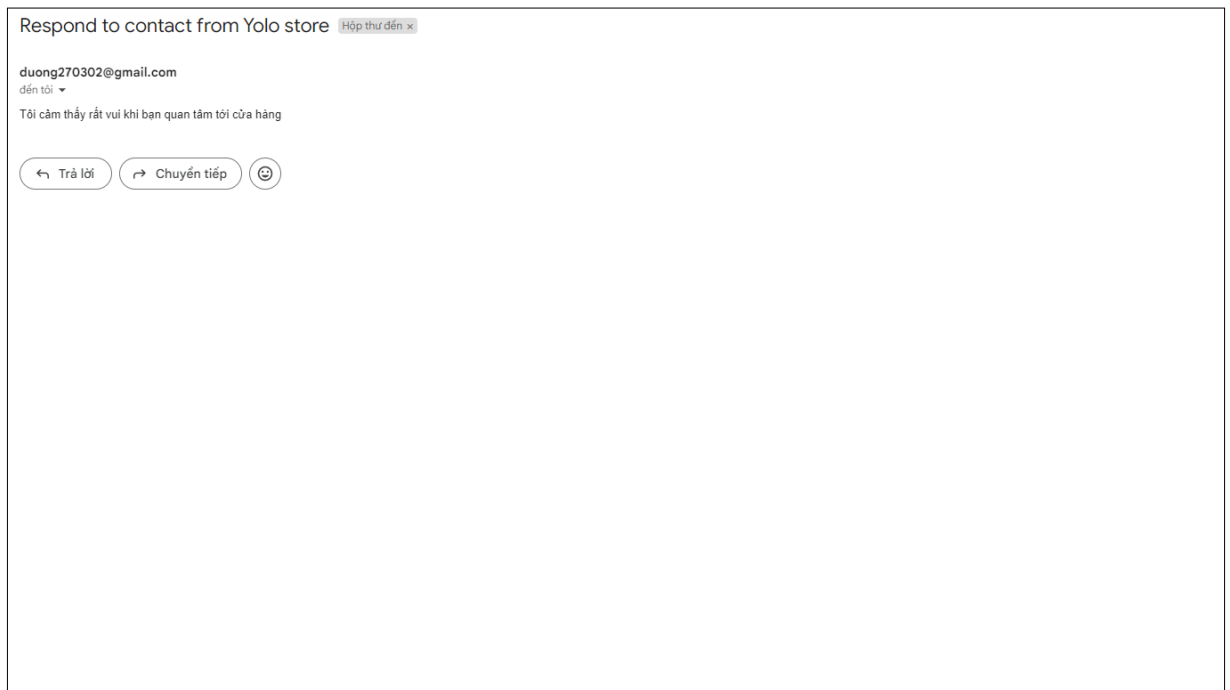 Respond to contact from Yolo store Hộp thư đến ×
duong270302@gmail.com
đến tôi
Tôi cảm thấy rất vui khi bạn quan tâm tới cửa hàng
Trả lời Chuyển tiếp